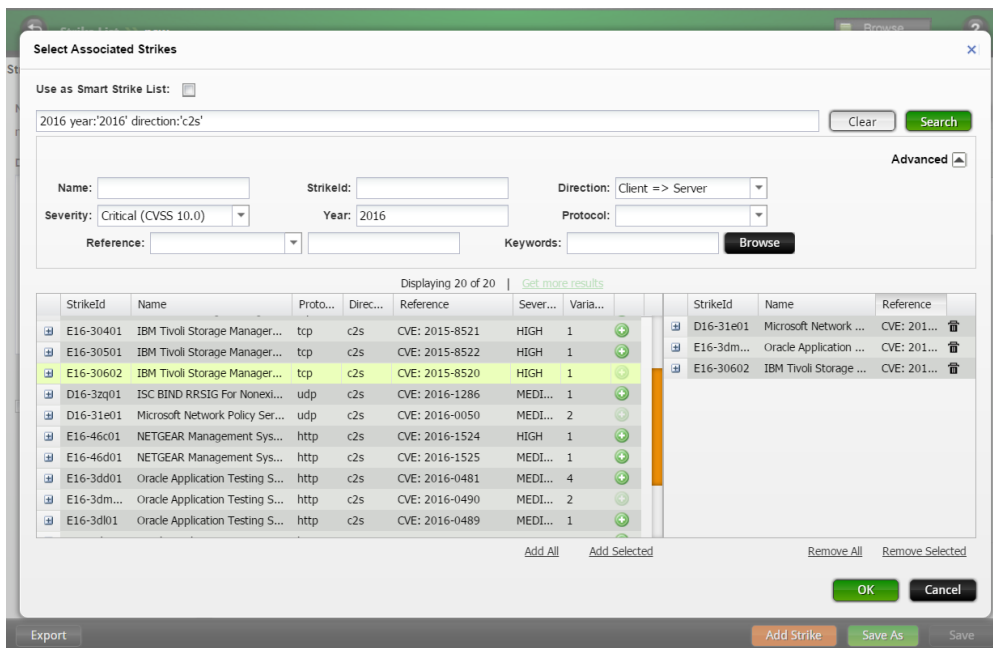 Browse
?
Select Associated Strikes
×
Use as Smart Strike List:
2016 year:'2016' direction:'c2s'
Clear
Search
Advanced
Name:
StrikeId:
Direction: Client => Server
Severity: Critical (CVSS 10.0)
Year: 2016
Protocol:
Reference:
Keywords:
Browse
Displaying 20 of 20 | Get more results
StrikeId Name Proto... Direc... Reference Sever... Varia...
E16-30401 IBM Tivoli Storage Manager... tcp c2s CVE: 2015-8521 HIGH 1
E16-30501 IBM Tivoli Storage Manager... tcp c2s CVE: 2015-8522 HIGH 1
E16-30602 IBM Tivoli Storage Manager... tcp c2s CVE: 2015-8520 HIGH 1
D16-3zq01 ISC BIND RRSIG For Nonexi... udp c2s CVE: 2016-1286 MEDI... 1
D16-31e01 Microsoft Network Policy Ser... udp c2s CVE: 2016-0050 MEDI... 2
E16-46c01 NETGEAR Management Sys... http c2s CVE: 2016-1524 HIGH 1
E16-46d01 NETGEAR Management Sys... http c2s CVE: 2016-1525 MEDI... 1
E16-3dd01 Oracle Application Testing S... http c2s CVE: 2016-0481 MEDI... 4
E16-3dm... Oracle Application Testing S... http c2s CVE: 2016-0490 MEDI... 2
E16-3dl01 Oracle Application Testing S... http c2s CVE: 2016-0489 MEDI... 1
StrikeId Name Reference
D16-31e01 Microsoft Network ... CVE: 201...
E16-3dm... Oracle Application ... CVE: 201...
E16-30602 IBM Tivoli Storage ... CVE: 201...
Add All Add Selected
Remove All Remove Selected
OK
Cancel
Export
Add Strike
Save As
Save